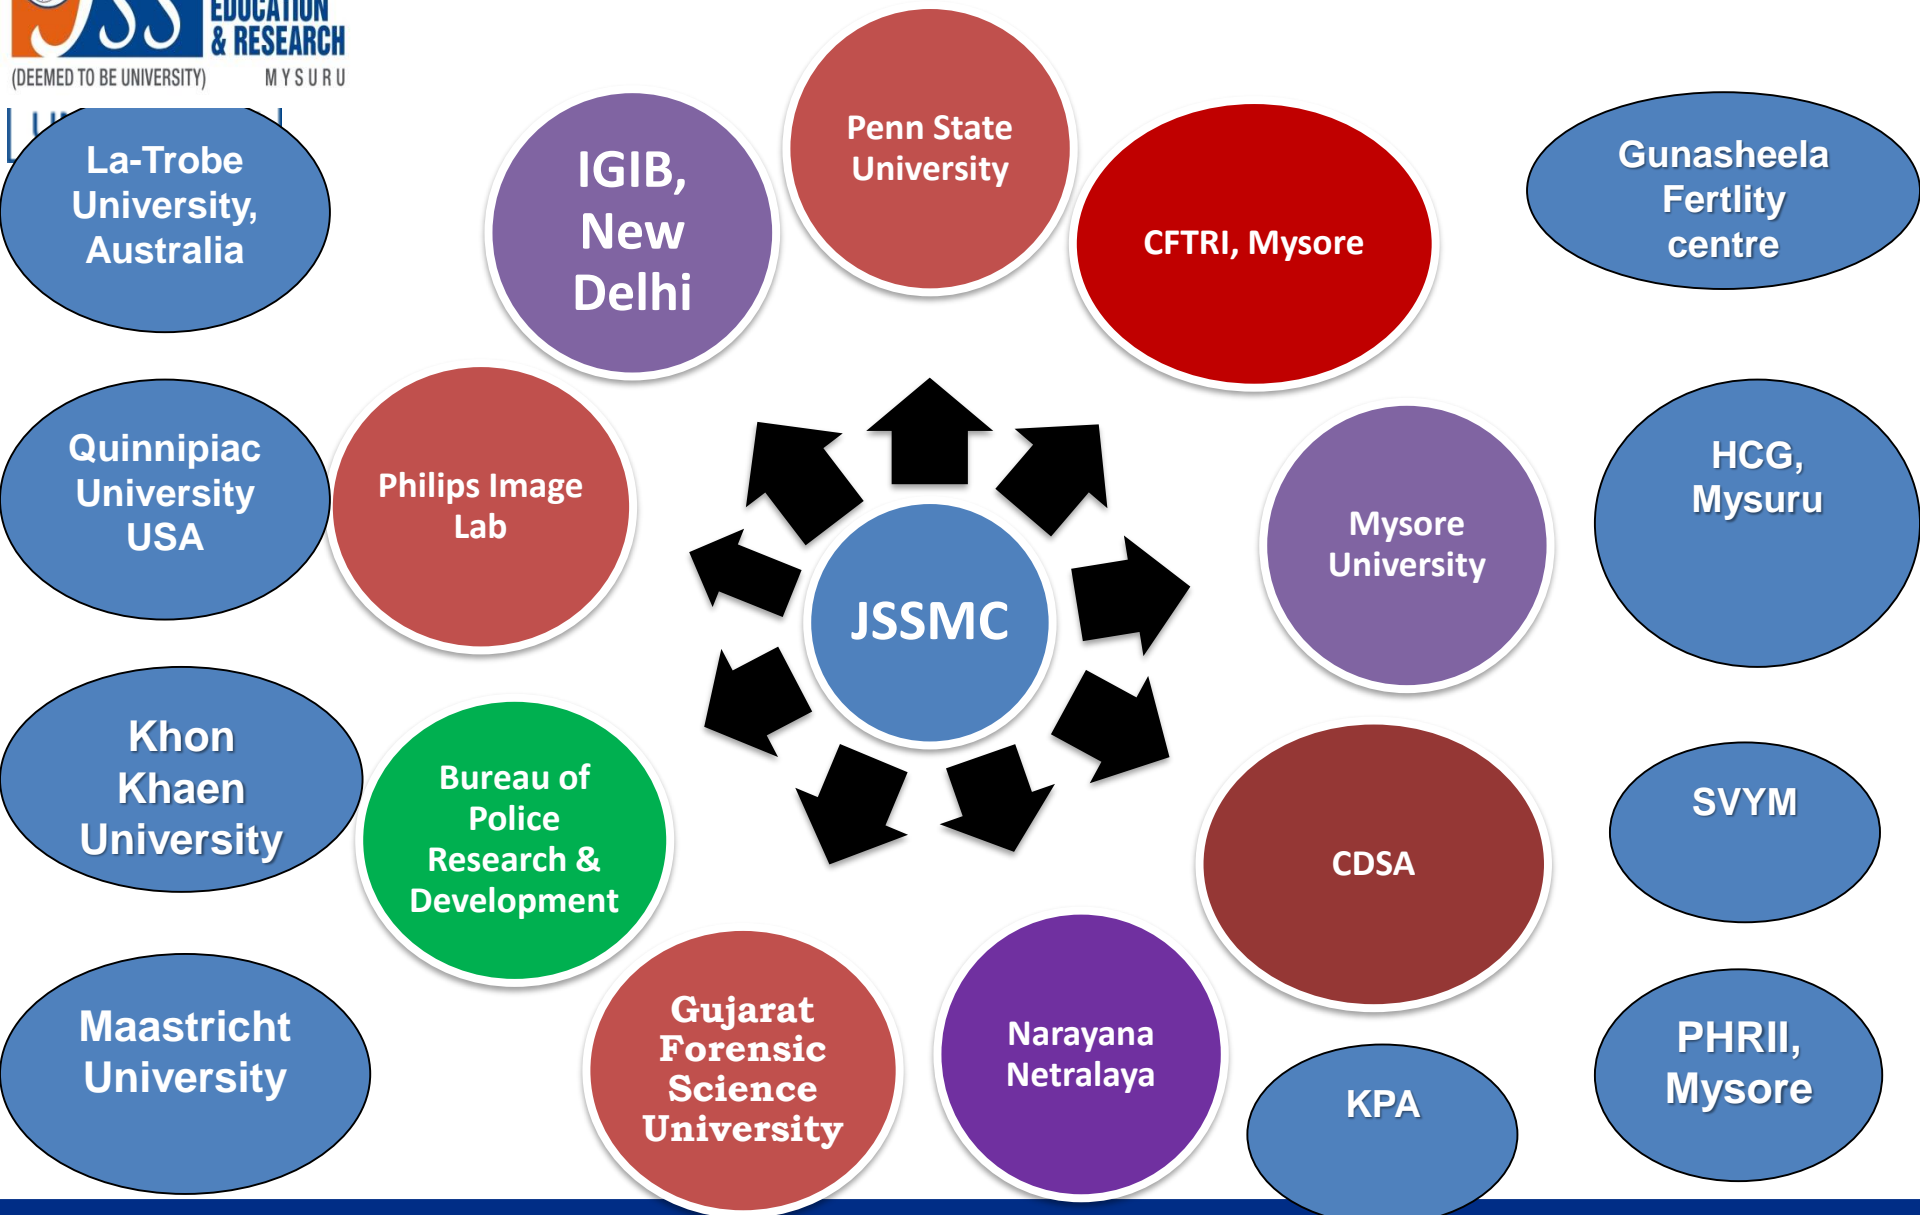 JSS
EDUCATION
& RESEARCH
(DEEMED TO BE UNIVERSITY)
MYSURU
La-Trobe
University,
Australia
IGIB,
New
Delhi
Penn State
University
CFTRI, Mysore
Gunasheela
Fertlity
centre
Quinnipiac
University
USA
Philips Image
Lab
JSSMC
Mysore
University
HCG,
Mysuru
Khon
Khaen
University
Bureau of
Police
Research &
Development
CDSA
SVYM
Maastricht
University
Gujarat
Forensic
Science
University
Narayana
Netralaya
KPA
PHRII,
Mysore